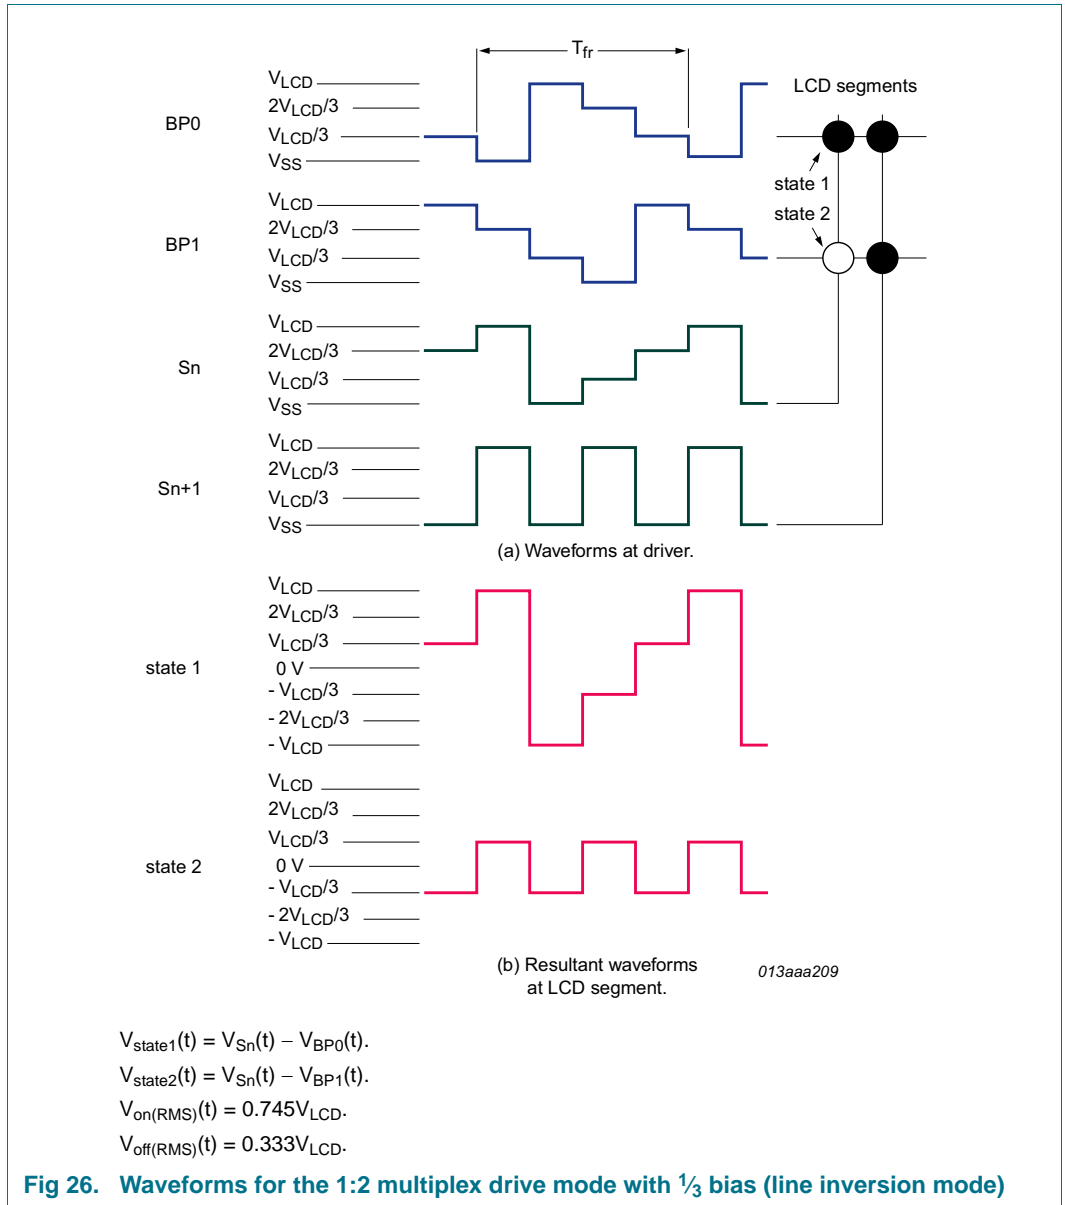 T_fr
BP0
V_LCD
2V_LCD/3
V_LCD/3
V_SS
LCD segments
state 1
state 2
BP1
V_LCD
2V_LCD/3
V_LCD/3
V_SS
Sn
V_LCD
2V_LCD/3
V_LCD/3
V_SS
Sn+1
V_LCD
2V_LCD/3
V_LCD/3
V_SS
(a) Waveforms at driver.
state 1
V_LCD
2V_LCD/3
V_LCD/3
0 V
- V_LCD/3
- 2V_LCD/3
- V_LCD
state 2
V_LCD
2V_LCD/3
V_LCD/3
0 V
- V_LCD/3
- 2V_LCD/3
- V_LCD
(b) Resultant waveforms
at LCD segment.
013aaa209
V_state1(t) = V_Sn(t) − V_BP0(t).
V_state2(t) = V_Sn(t) − V_BP1(t).
V_on(RMS)(t) = 0.745V_LCD.
V_off(RMS)(t) = 0.333V_LCD.
Fig 26. Waveforms for the 1:2 multiplex drive mode with 1⁄3 bias (line inversion mode)